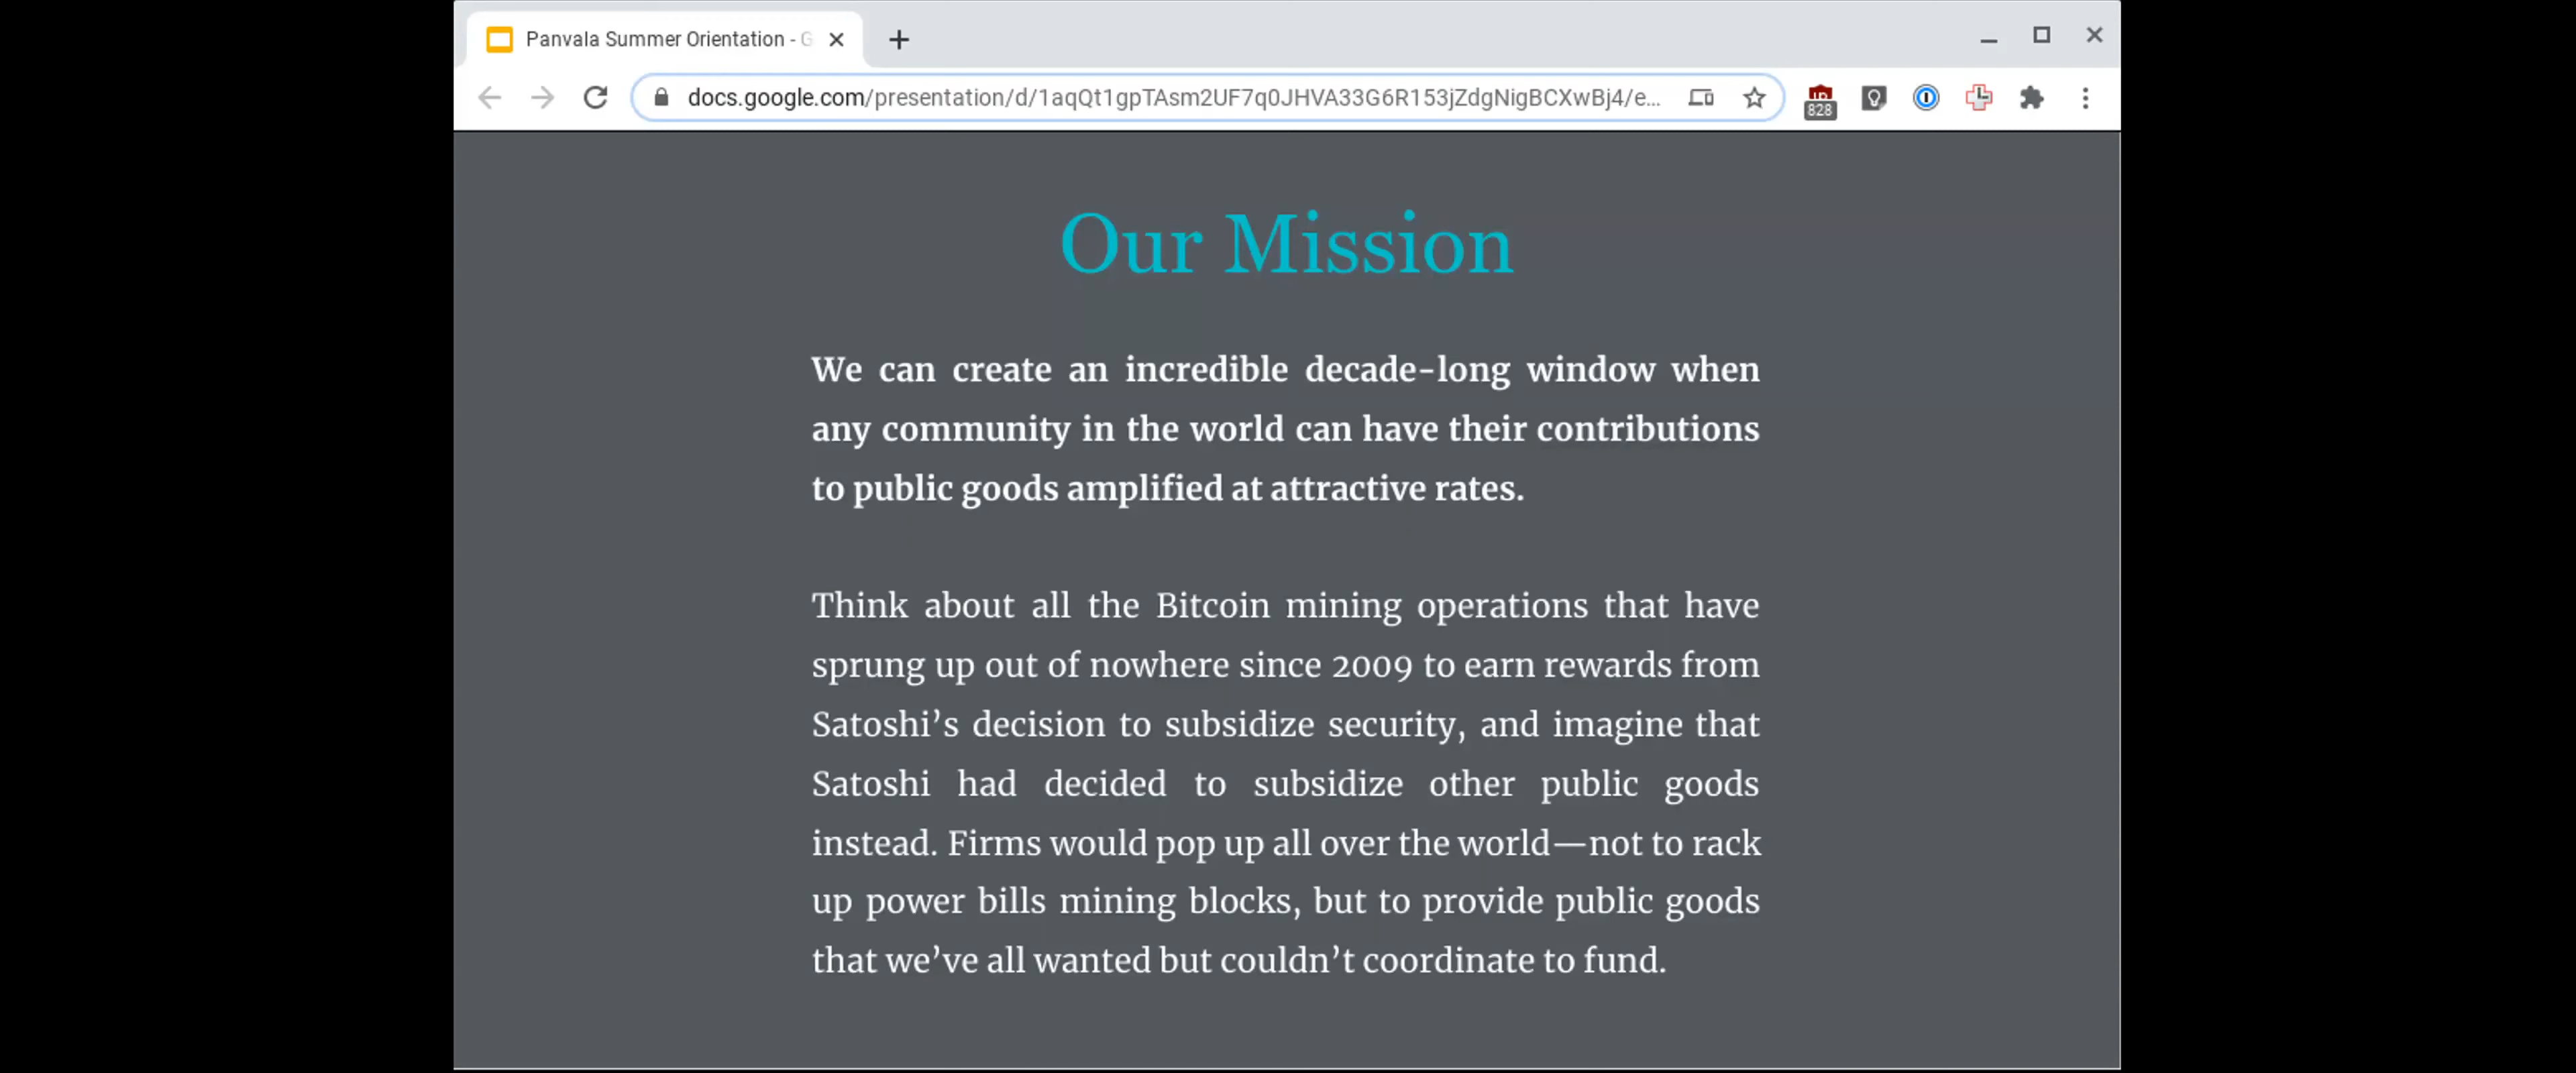 Panvala Summer Orientation - G
docs.google.com/presentation/d/1aqQt1gpTAsm2UF7q0JHVA33G6R153jZdgNigBCXwBj4/e...
828
Our Mission
We can create an incredible decade-long window when
any community in the world can have their contributions
to public goods amplified at attractive rates.
Think about all the Bitcoin mining operations that have
sprung up out of nowhere since 2009 to earn rewards from
Satoshi’s decision to subsidize security, and imagine that
Satoshi had decided to subsidize other public goods
instead. Firms would pop up all over the world—not to rack
up power bills mining blocks, but to provide public goods
that we’ve all wanted but couldn’t coordinate to fund.